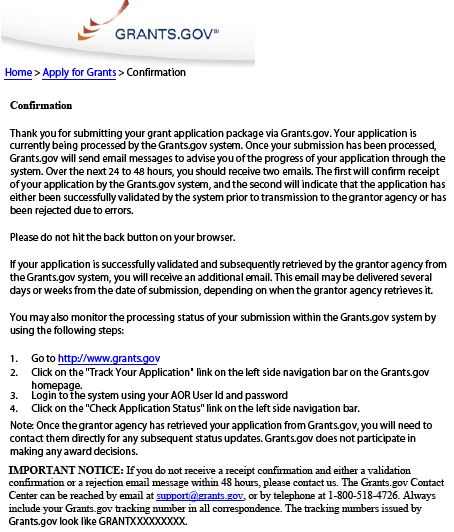 GRANTS.GOV℠
Home > Apply for Grants > Confirmation
Confirmation
Thank you for submitting your grant application package via Grants.gov. Your application is
currently being processed by the Grants.gov system. Once your submission has been processed,
Grants.gov will send email messages to advise you of the progress of your application through the
system. Over the next 24 to 48 hours, you should receive two emails. The first will confirm receipt
of your application by the Grants.gov system, and the second will indicate that the application has
either been successfully validated by the system prior to transmission to the grantor agency or has
been rejected due to errors.
Please do not hit the back button on your browser.
If your application is successfully validated and subsequently retrieved by the grantor agency from
the Grants.gov system, you will receive an additional email. This email may be delivered several
days or weeks from the date of submission, depending on when the grantor agency retrieves it.
You may also monitor the processing status of your submission within the Grants.gov system by
using the following steps:
1. Go to http://www.grants.gov
2. Click on the "Track Your Application" link on the left side navigation bar on the Grants.gov
homepage.
3. Login to the system using your AOR User Id and password
4. Click on the "Check Application Status" link on the left side navigation bar.
Note: Once the grantor agency has retrieved your application from Grants.gov, you will need to
contact them directly for any subsequent status updates. Grants.gov does not participate in
making any award decisions.
IMPORTANT NOTICE: If you do not receive a receipt confirmation and either a validation
confirmation or a rejection email message within 48 hours, please contact us. The Grants.gov Contact
Center can be reached by email at support@grants.gov, or by telephone at 1-800-518-4726. Always
include your Grants.gov tracking number in all correspondence. The tracking numbers issued by
Grants.gov look like GRANTXXXXXXXX.